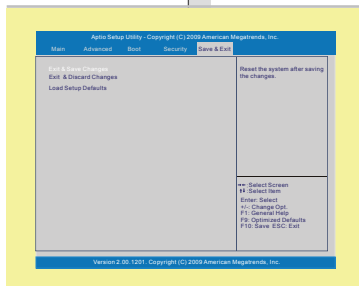 Aptio Setup Utility - Copyright (C) 2009 American Megatrends, Inc.
Main Advanced Boot Security Save & Exit
Exit & Save Changes
Exit & Discard Changes
Load Setup Defaults
Reset the system after saving
the changes.
→←:Select Screen
↑↓:Select Item
Enter: Select
+/-: Change Opt.
F1: General Help
F9: Optimized Defaults
F10: Save ESC: Exit
Version 2.00.1201. Copyright (C) 2009 American Megatrends, Inc.